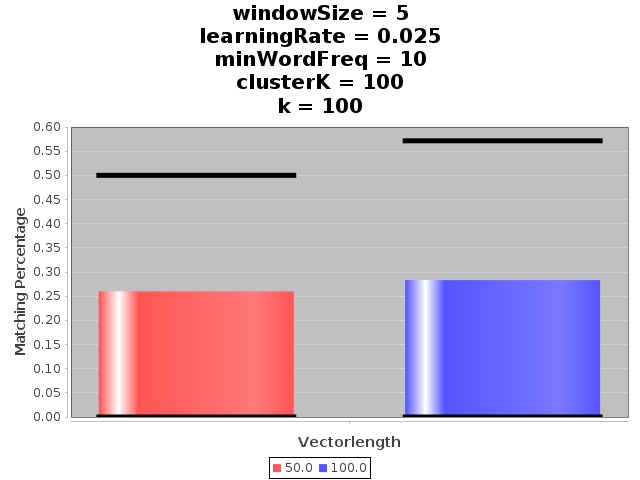 windowSize = 5
learningRate = 0.025
minWordFreq = 10
clusterK = 100
k = 100
0.60
0.55
0.50
0.45
0.40
0.35
0.30
0.25
0.20
0.15
0.10
0.05
0.00
Matching Percentage
Vectorlength
50.0 100.0